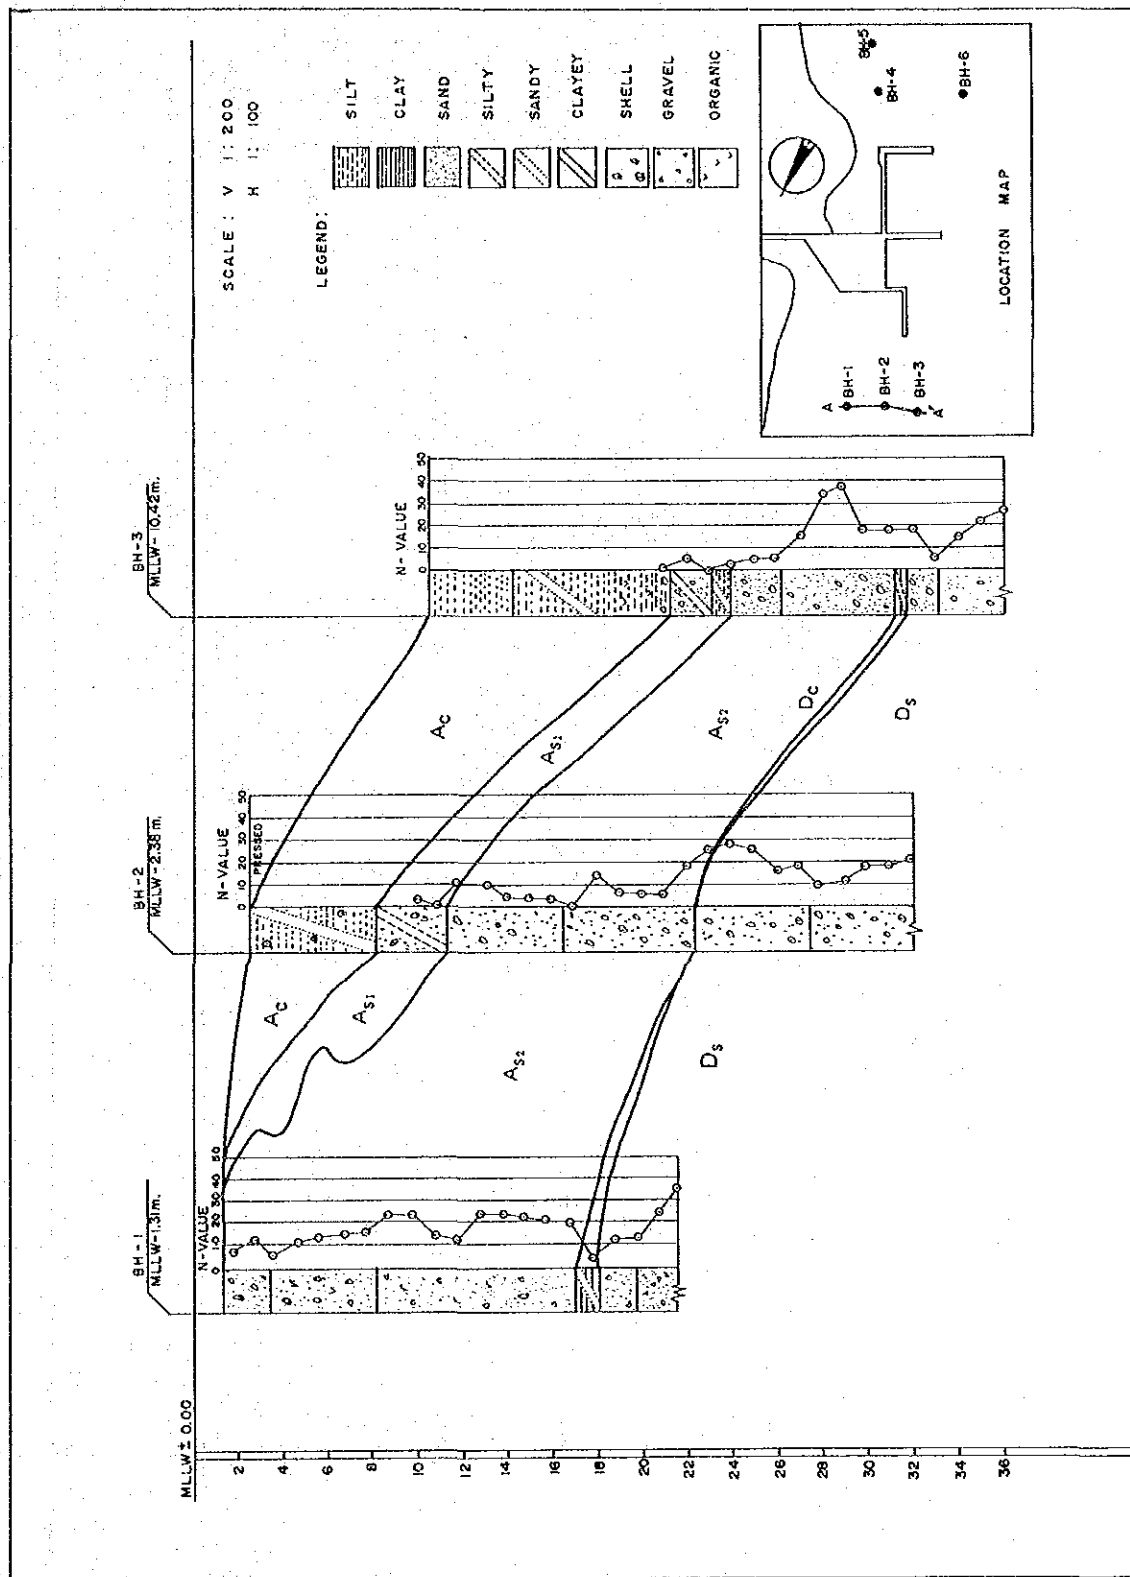 BH-1
MLLW-1.31m.
BH-2
MLLW-2.38m.
BH-3
MLLW-10.42m.
SCALE : V 1:200
H 1:100
LEGEND:
SILT
CLAY
SAND
SILTY
SANDY
CLAYEY
SHELL
GRAVEL
ORGANIC
MLLW ± 0.00
2
4
6
8
10
12
14
16
18
20
22
24
26
28
30
32
34
36
N-VALUE
0 10 20 30 40 50
N-VALUE
PRESSED
0 10 20 30 40 50
N-VALUE
0 10 20 30 40 50
AC
AS1
AS2
DS
AC
AS1
AS2
DC
DS
A
BH-1
BH-2
BH-3
A'
BH-5
BH-4
BH-6
LOCATION MAP